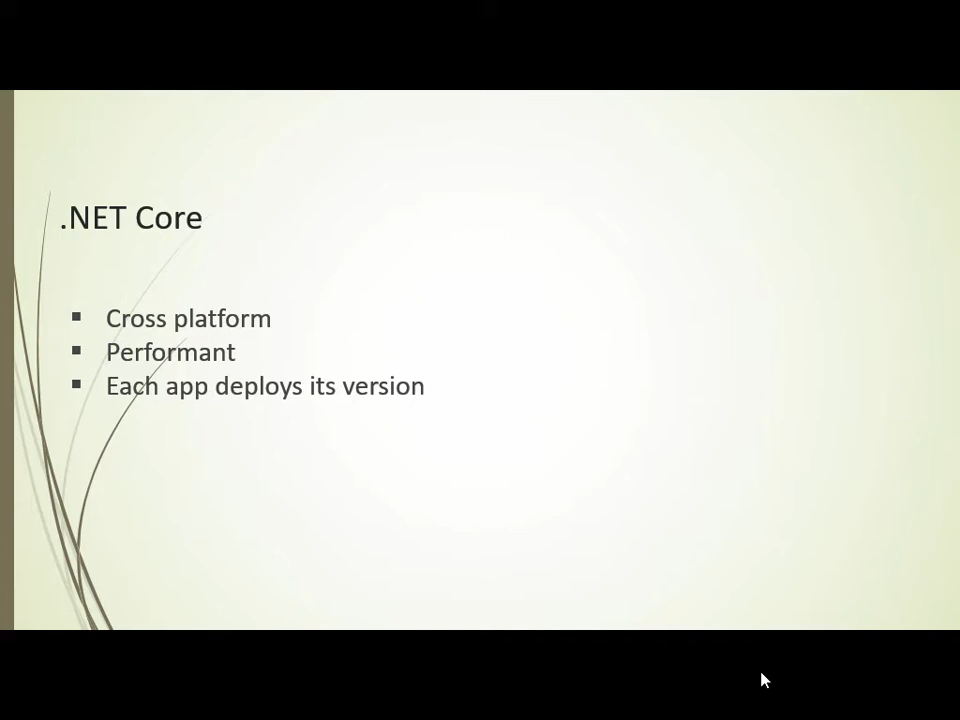 .NET Core
▪ Cross platform
▪ Performant
▪ Each app deploys its version